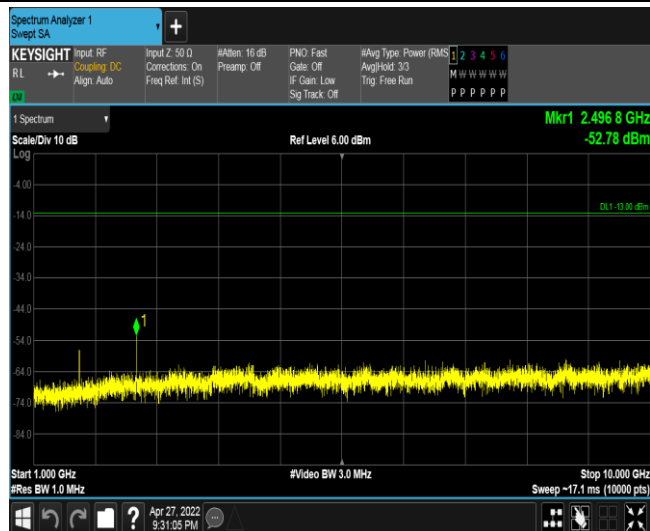 Spectrum Analyzer 1
Swept SA
+
KEYSIGHT
RL
Input: RF
Coupling: DC
Align: Auto
Input Z: 50 Ω
Corrections: On
Freq Ref: Int (S)
#Atten: 16 dB
Preamp: Off
PNO: Fast
Gate: Off
IF Gain: Low
Sig Track: Off
#Avg Type: Power (RMS
Avg|Hold: 3/3
Trig: Free Run
1 2 3 4 5 6
M W W W W W
P P P P P P
1 Spectrum
Mkr1 2.496 8 GHz
Scale/Div 10 dB
Ref Level 6.00 dBm
-52.78 dBm
Log
-4.00
DL1 -13.00 dBm
-14.0
-24.0
-34.0
-44.0
1
-54.0
-64.0
-74.0
-84.0
Start 1.000 GHz
#Video BW 3.0 MHz
Stop 10.000 GHz
#Res BW 1.0 MHz
Sweep ~17.1 ms (10000 pts)
?
Apr 27, 2022
9:31:05 PM